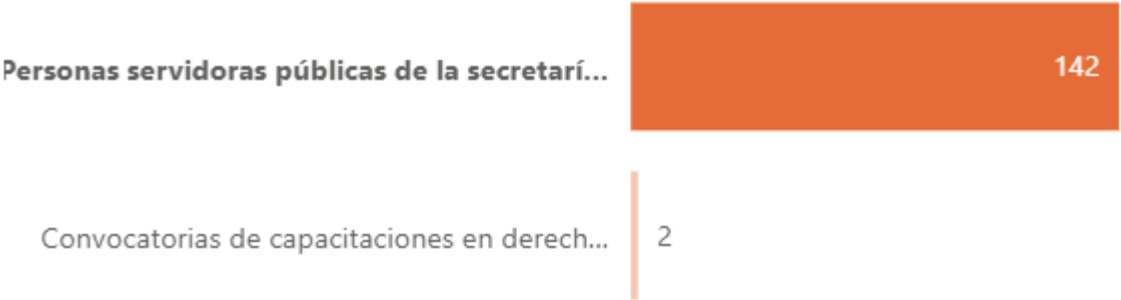 Personas servidoras públicas de la secretarí...
142
Convocatorias de capacitaciones en derech...
2